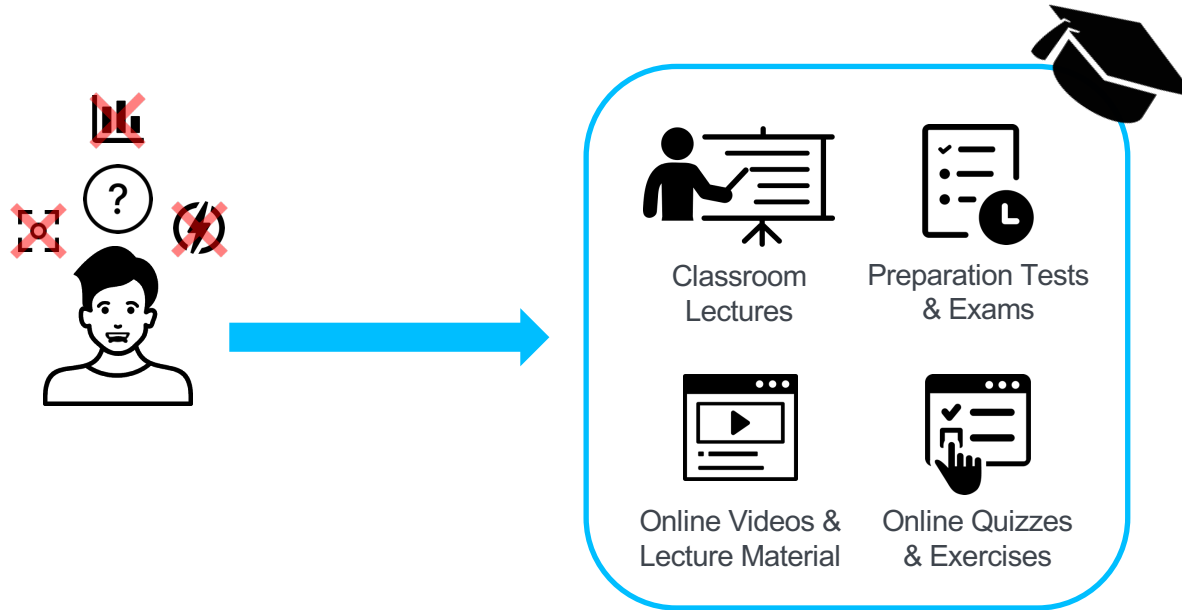 ?
Classroom
Lectures
Preparation Tests
& Exams
Online Videos &
Lecture Material
Online Quizzes
& Exercises